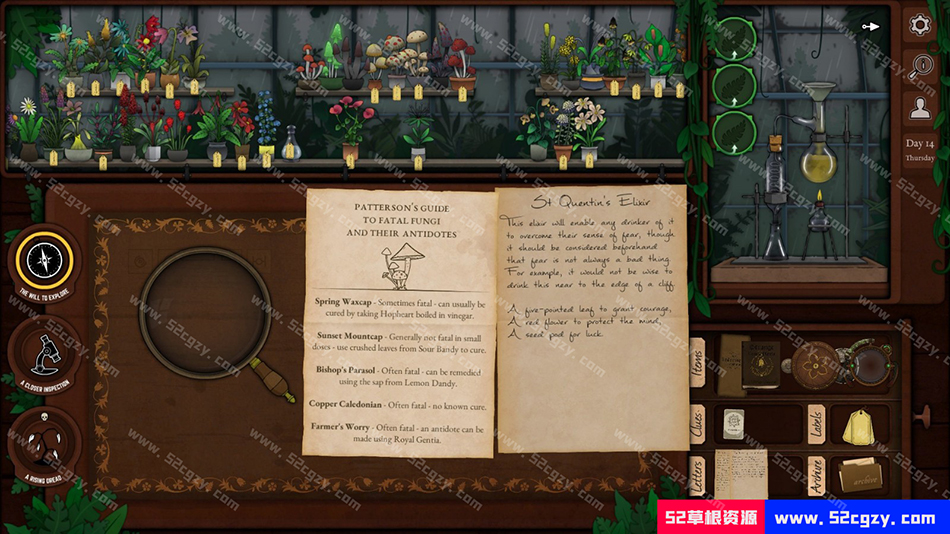 Day 14
Thursday
THE WILL TO EXPLORE
A CLOSER INSPECTION
A RISING DREAD
PATTERSON'S GUIDE
TO FATAL FUNGI
AND THEIR ANTIDOTES
Spring Waxcap - Sometimes fatal - can usually be
cured by taking Hopheart boiled in vinegar.
Sunset Mountcap - Generally not fatal in small
doses - use crushed leaves from Sour Bandy to cure.
Bishop's Parasol - Often fatal - can be remedied
using the sap from Lemon Dandy.
Copper Caledonian - Often fatal - no known cure.
Farmer's Worry - Often fatal - an antidote can be
made using Royal Gentia.
St Quentin's Elixir
This elixir will enable any drinker of it
to overcome their sense of fear, though
it should be considered beforehand
that fear is not always a bad thing.
For example, it would not be wise to
drink this near to the edge of a cliff.
A five-pointed leaf to grant courage,
A red flower to protect the mind,
A seed pod for luck.
Items
Clues
Labels
Letters
Archive
archive
www.52cgzy.com
52草根资源 www.52cgzy.com